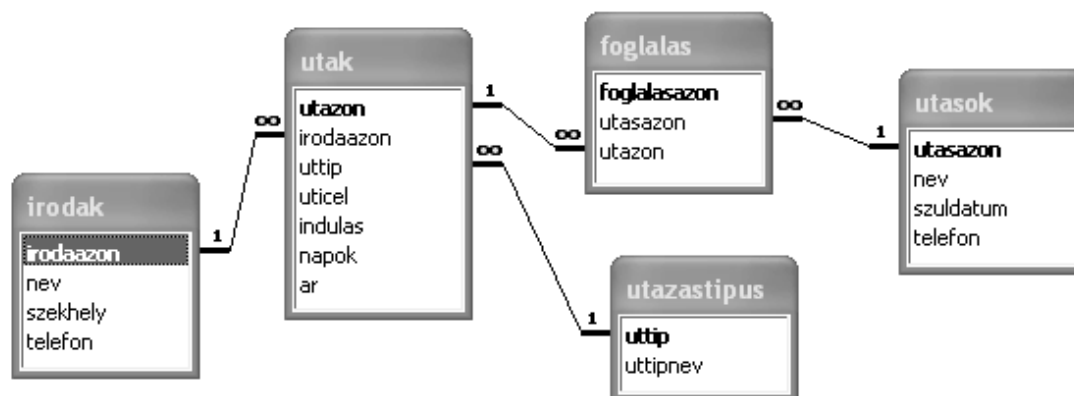 irodak
irodaazon
nev
szekhely
telefon
1
∞
utak
utazon
irodaazon
uttip
uticel
indulas
napok
ar
1
∞
∞
1
foglalas
foglalasazon
utasazon
utazon
∞
1
utazastipus
uttip
uttipnev
utasok
utasazon
nev
szuldatum
telefon